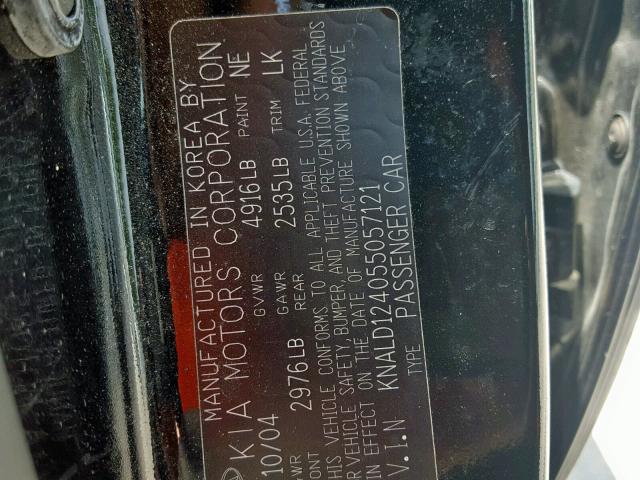 MANUFACTURED IN KOREA BY
KIA MOTORS CORPORATION
10/04 GVWR 4916LB PAINT NE
2976LB GAWR REAR 2535LB TRIM LK
HIS VEHICLE CONFORMS TO ALL APPLICABLE U.S.A. FEDERAL
R VEHICLE SAFETY, BUMPER, AND THEFT PREVENTION STANDARDS
IN EFFECT ON THE DATE OF MANUFACTURE SHOWN ABOVE
V.I.N KNALD124055057121
TYPE PASSENGER CAR